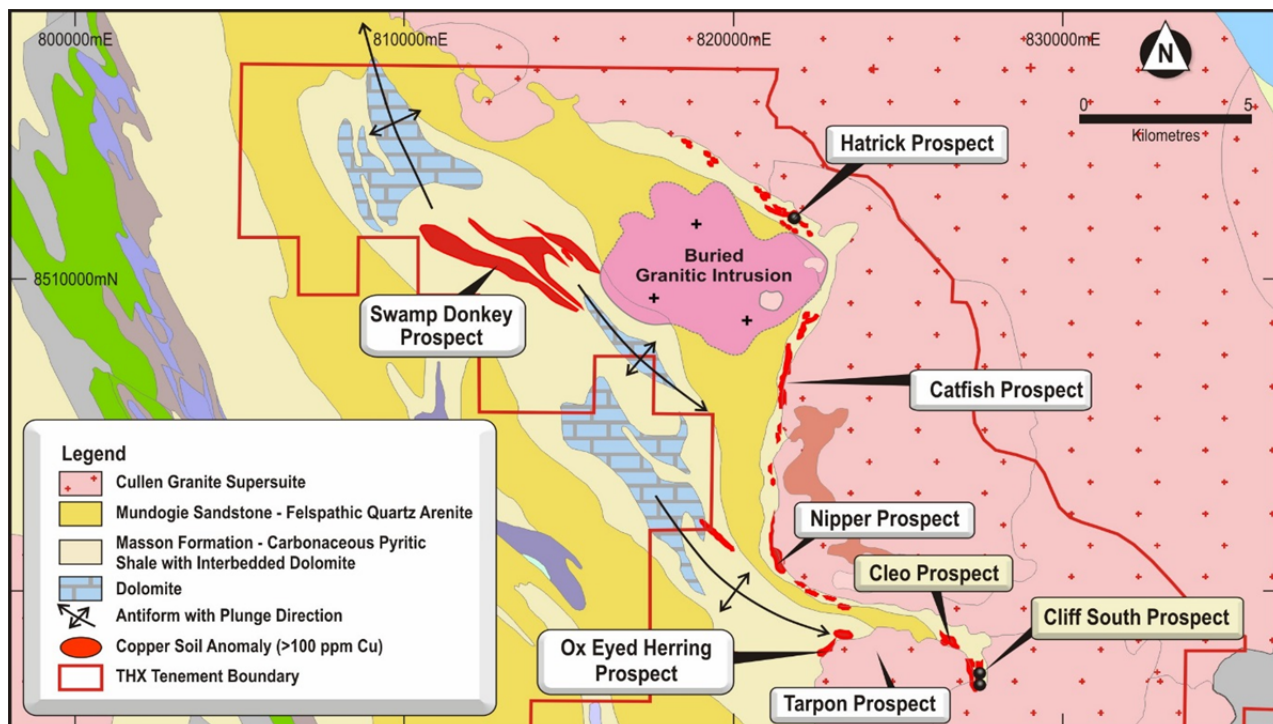 800000mE
810000mE
820000mE
830000mE
N
0
5
Kilometres
Hatrick Prospect
Buried
Granitic Intrusion
8510000mN
Swamp Donkey
Prospect
Catfish Prospect
Legend
Cullen Granite Supersuite
Mundogie Sandstone - Felspathic Quartz Arenite
Masson Formation - Carbonaceous Pyritic
Shale with Interbedded Dolomite
Dolomite
Antiform with Plunge Direction
Copper Soil Anomaly (>100 ppm Cu)
THX Tenement Boundary
Nipper Prospect
Cleo Prospect
Cliff South Prospect
Ox Eyed Herring
Prospect
Tarpon Prospect